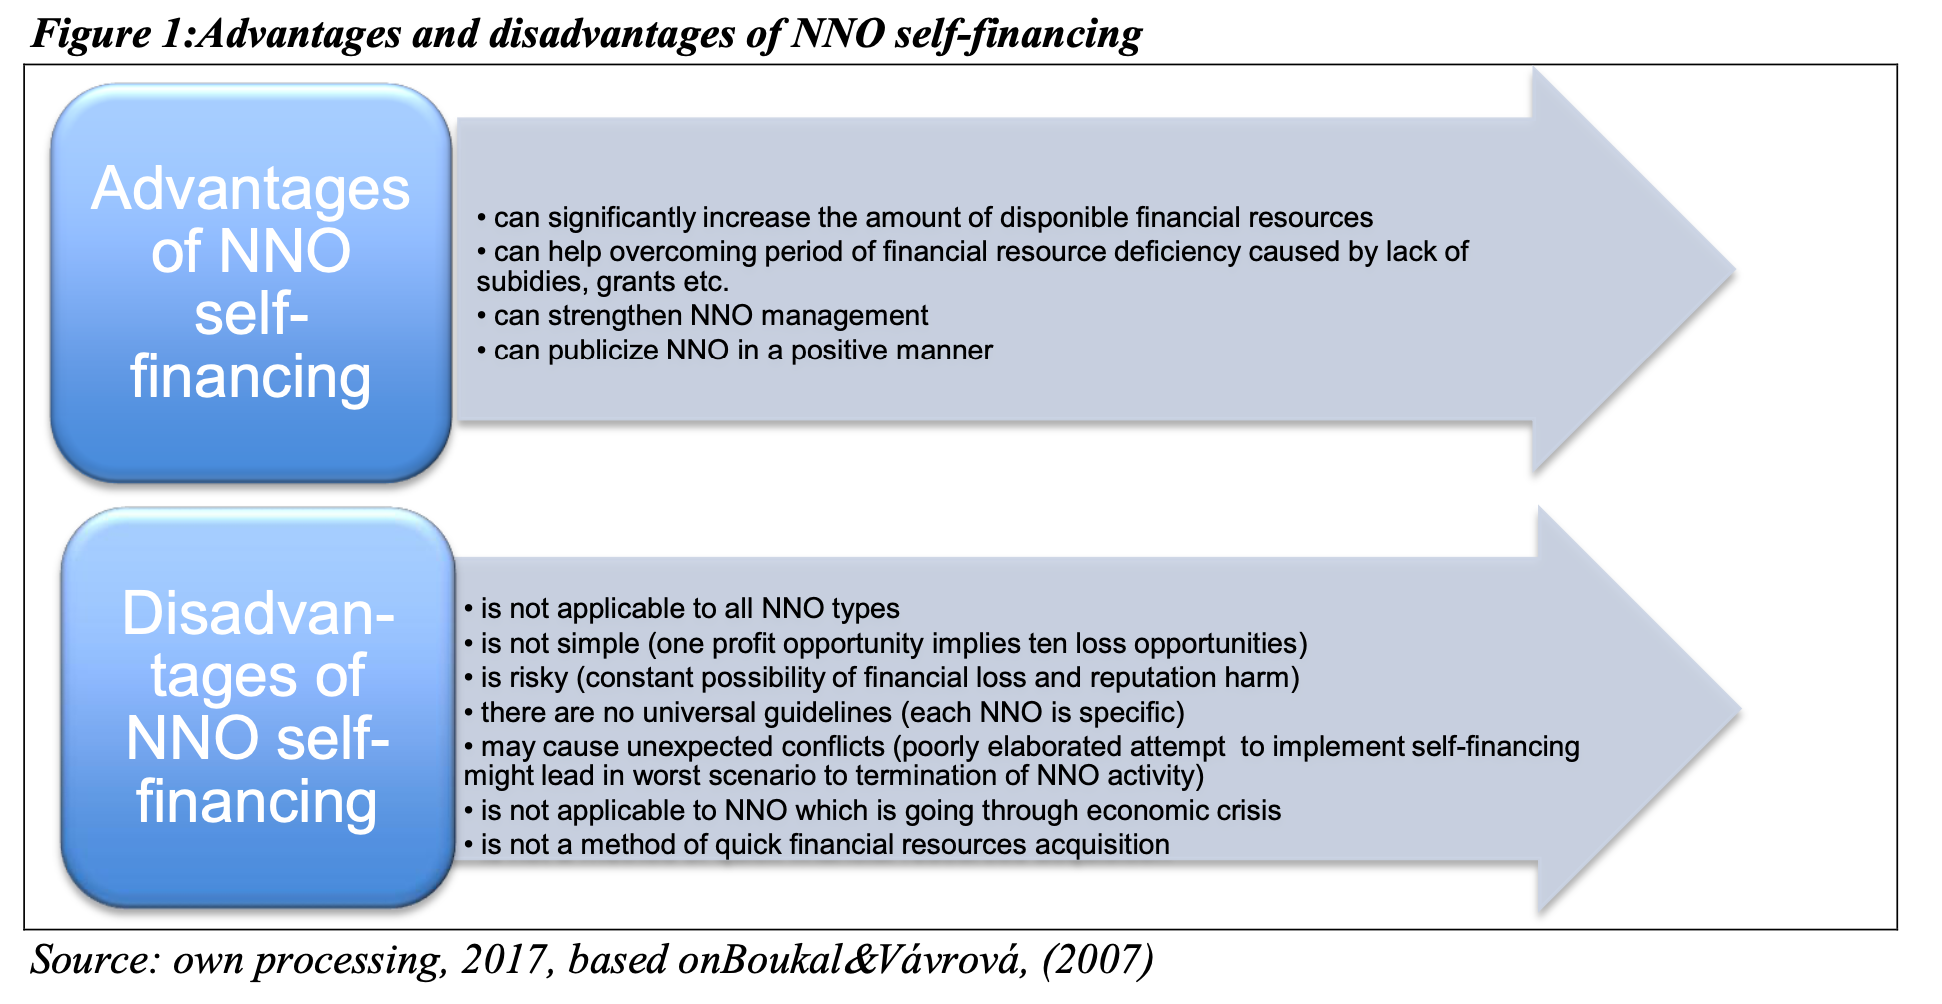 Figure 1:Advantages and disadvantages of NNO self-financing
Advantages
of NNO
self-
financing
• can significantly increase the amount of disponible financial resources
• can help overcoming period of financial resource deficiency caused by lack of
subidies, grants etc.
• can strengthen NNO management
• can publicize NNO in a positive manner
Disadvan-
tages of
NNO self-
financing
• is not applicable to all NNO types
• is not simple (one profit opportunity implies ten loss opportunities)
• is risky (constant possibility of financial loss and reputation harm)
• there are no universal guidelines (each NNO is specific)
• may cause unexpected conflicts (poorly elaborated attempt  to implement self-financing
might lead in worst scenario to termination of NNO activity)
• is not applicable to NNO which is going through economic crisis
• is not a method of quick financial resources acquisition
Source: own processing, 2017, based onBoukal&Vávrová, (2007)